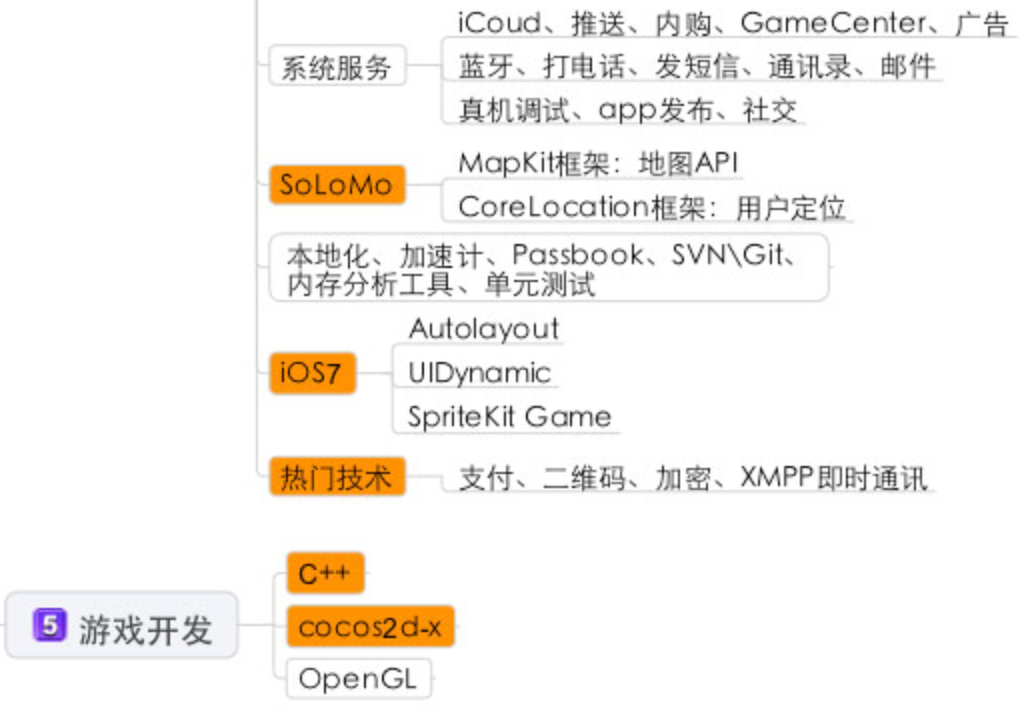 iCoud、推送、内购、GameCenter、广告
系统服务
蓝牙、打电话、发短信、通讯录、邮件
真机调试、app发布、社交
SoLoMo
MapKit框架：地图API
CoreLocation框架：用户定位
本地化、加速计、Passbook、SVN\Git、
内存分析工具、单元测试
iOS7
Autolayout
UIDynamic
SpriteKit Game
热门技术
支付、二维码、加密、XMPP即时通讯
5 游戏开发
C++
cocos2d-x
OpenGL